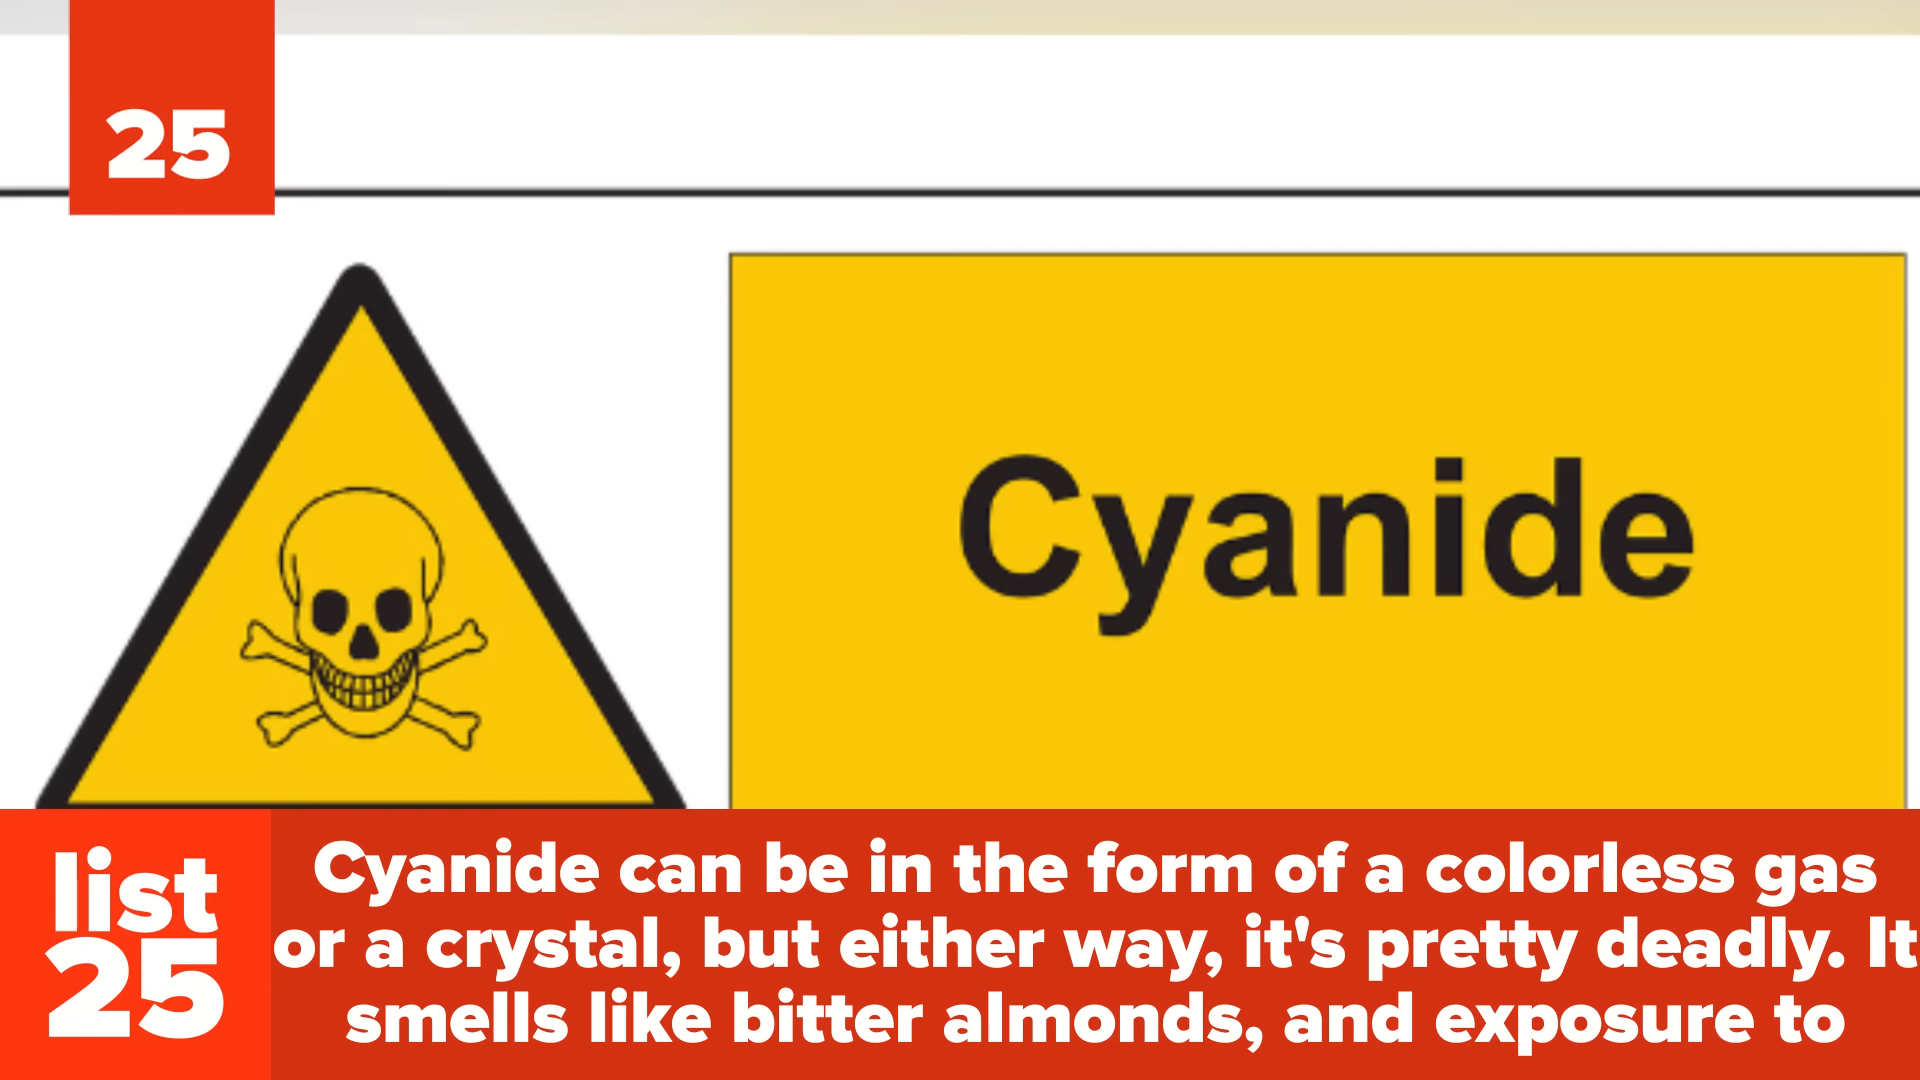 25
Cyanide
list
25
Cyanide can be in the form of a colorless gas
or a crystal, but either way, it's pretty deadly. It
smells like bitter almonds, and exposure to